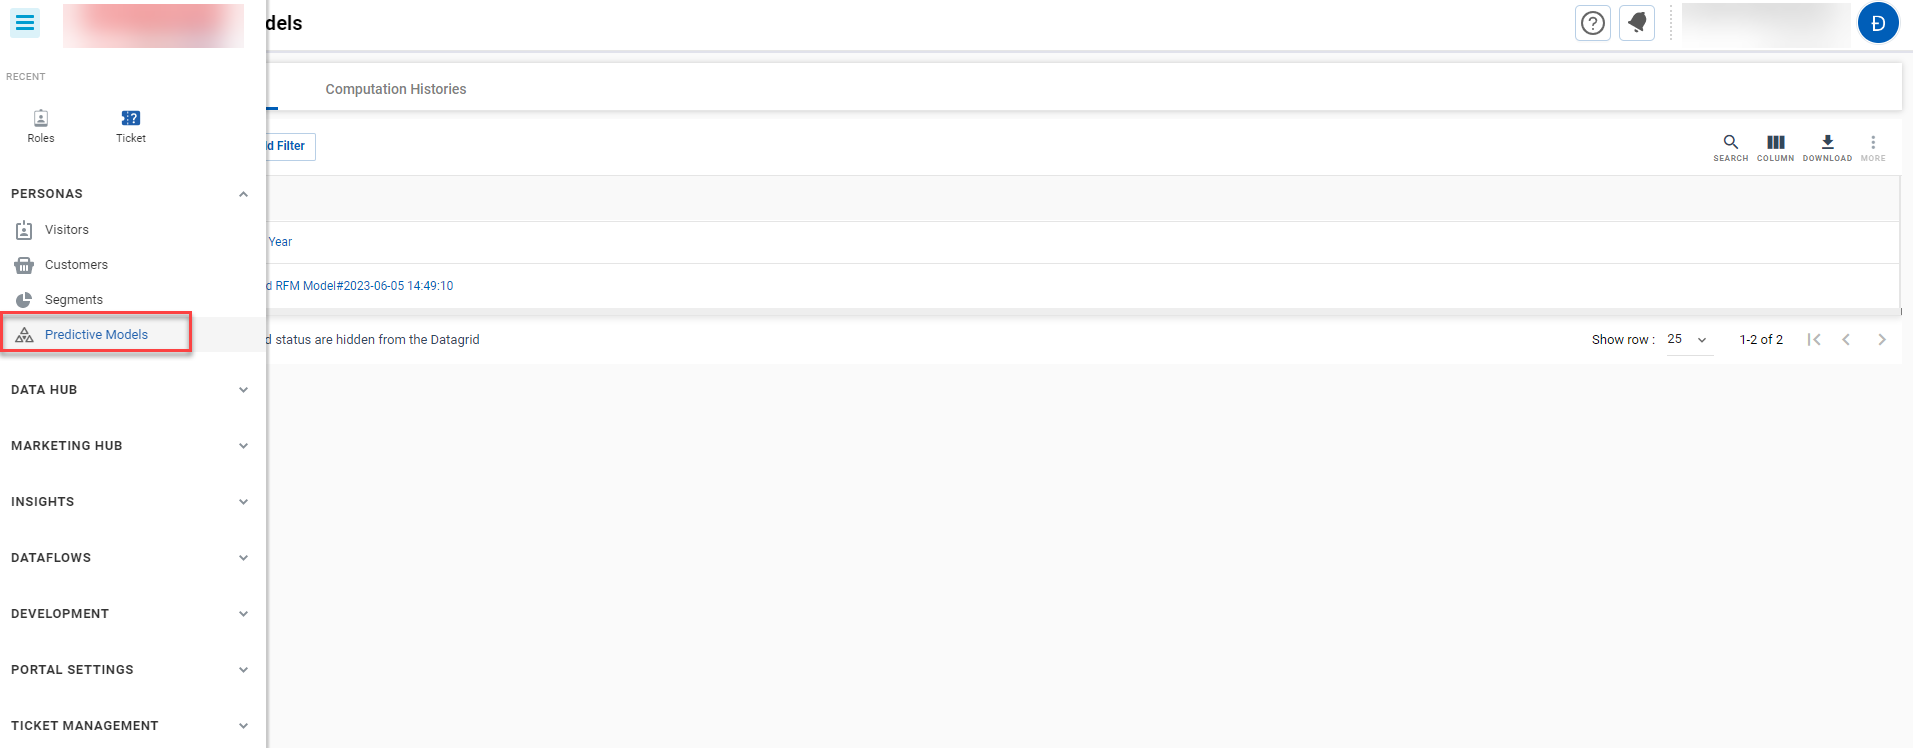 dels
Đ
RECENT
Roles
Ticket
Computation Histories
d Filter
SEARCH
COLUMN
DOWNLOAD
MORE
PERSONAS
Visitors
Customers
Segments
Predictive Models
DATA HUB
MARKETING HUB
INSIGHTS
DATAFLOWS
DEVELOPMENT
PORTAL SETTINGS
TICKET MANAGEMENT
Year
d RFM Model#2023-06-05 14:49:10
d status are hidden from the Datagrid
Show row : 25
1-2 of 2